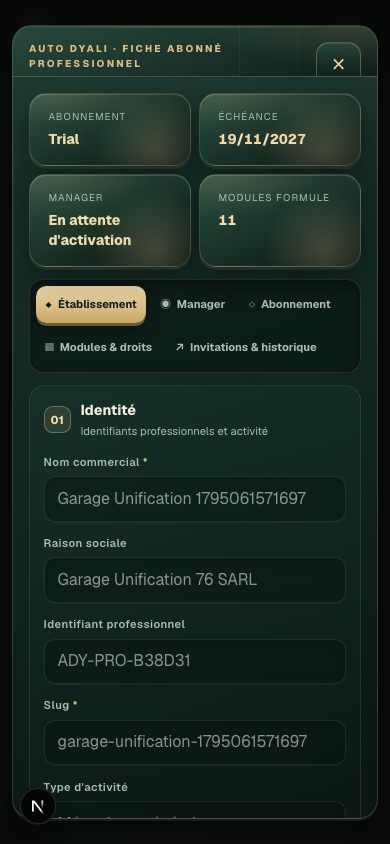 AUTO DYALI · FICHE ABONNÉ
PROFESSIONNEL
ABONNEMENT
Trial
ÉCHÉANCE
19/11/2027
MANAGER
En attente
d'activation
MODULES FORMULE
11
Établissement
Manager
Abonnement
Modules & droits
Invitations & historique
01
Identité
Identifiants professionnels et activité
Nom commercial *
Garage Unification 1795061571697
Raison sociale
Garage Unification 76 SARL
Identifiant professionnel
ADY-PRO-B38D31
Slug *
garage-unification-1795061571697
Type d'activité
N